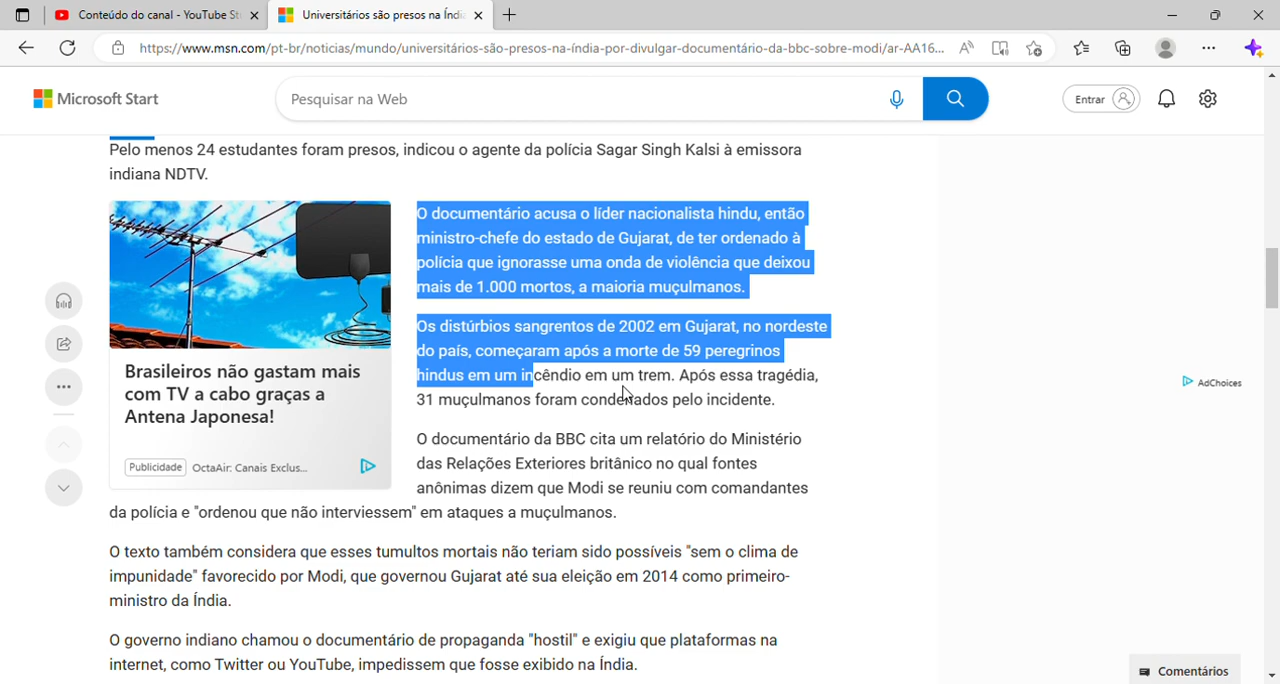 Conteúdo do canal - YouTube St
Universitários são presos na Índi
https://www.msn.com/pt-br/noticias/mundo/universitários-são-presos-na-índia-por-divulgar-documentário-da-bbc-sobre-modi/ar-AA16...
Microsoft Start
Pesquisar na Web
Entrar
Pelo menos 24 estudantes foram presos, indicou o agente da polícia Sagar Singh Kalsi à emissora
indiana NDTV.
O documentário acusa o líder nacionalista hindu, então
ministro-chefe do estado de Gujarat, de ter ordenado à
polícia que ignorasse uma onda de violência que deixou
mais de 1.000 mortos, a maioria muçulmanos.
Os distúrbios sangrentos de 2002 em Gujarat, no nordeste
do país, começaram após a morte de 59 peregrinos
hindus em um incêndio em um trem. Após essa tragédia,
31 muçulmanos foram condenados pelo incidente.
Brasileiros não gastam mais
com TV a cabo graças a
Antena Japonesa!
Publicidade OctaAir: Canais Exclus...
AdChoices
O documentário da BBC cita um relatório do Ministério
das Relações Exteriores britânico no qual fontes
anônimas dizem que Modi se reuniu com comandantes
da polícia e "ordenou que não interviessem" em ataques a muçulmanos.
O texto também considera que esses tumultos mortais não teriam sido possíveis "sem o clima de
impunidade" favorecido por Modi, que governou Gujarat até sua eleição em 2014 como primeiro-
ministro da Índia.
O governo indiano chamou o documentário de propaganda "hostil" e exigiu que plataformas na
internet, como Twitter ou YouTube, impedissem que fosse exibido na Índia.
Comentários